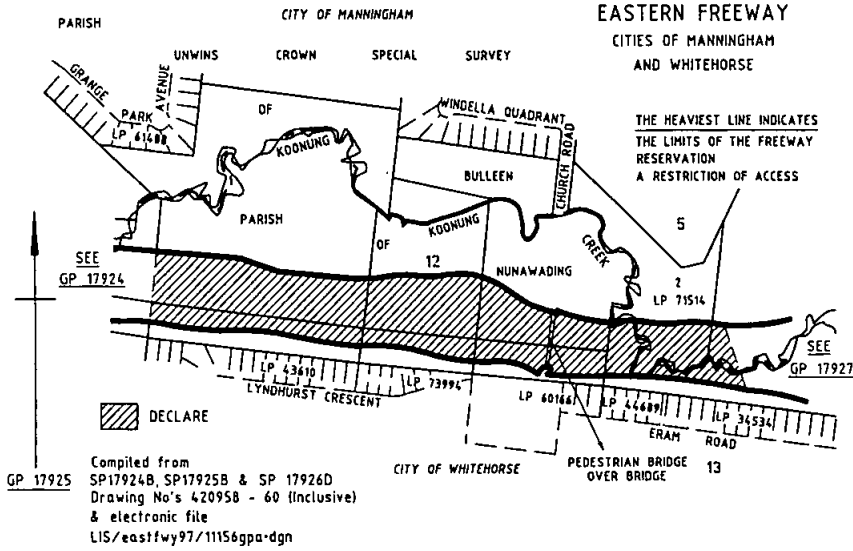 CITY OF MANNINGHAM
PARISH
EASTERN FREEWAY
CITIES OF MANNINGHAM
AND WHITEHORSE
UNWINS CROWN SPECIAL SURVEY
GRANGE
PARK
AVENUE
LP 61488
OF
KOONUNG
WINDELLA QUADRANT
CHURCH ROAD
THE HEAVIEST LINE INDICATES
THE LIMITS OF THE FREEWAY
RESERVATION
A RESTRICTION OF ACCESS
BULLEEN
PARISH
OF
KOONUNG
CREEK
5
12
NUNAWADING
2
LP 71514
SEE
GP 17924
SEE
GP 17927
LP 43610
LP 73994
LYNDHURST CRESCENT
LP 60166
LP 44689
LP 34534
ERAM ROAD
DECLARE
CITY OF WHITEHORSE
PEDESTRIAN BRIDGE
OVER BRIDGE
13
GP 17925
Compiled from
SP17924B, SP17925B & SP 17926D
Drawing No's 42095B - 60 (Inclusive)
& electronic file
LIS/eastfwy97/11156gpa.dgn